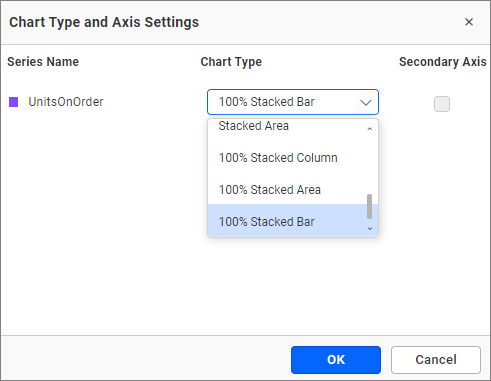 Chart Type and Axis Settings
Series Name Chart Type Secondary Axis
UnitsOnOrder 100% Stacked Bar
Stacked Area
100% Stacked Column
100% Stacked Area
100% Stacked Bar
OK Cancel